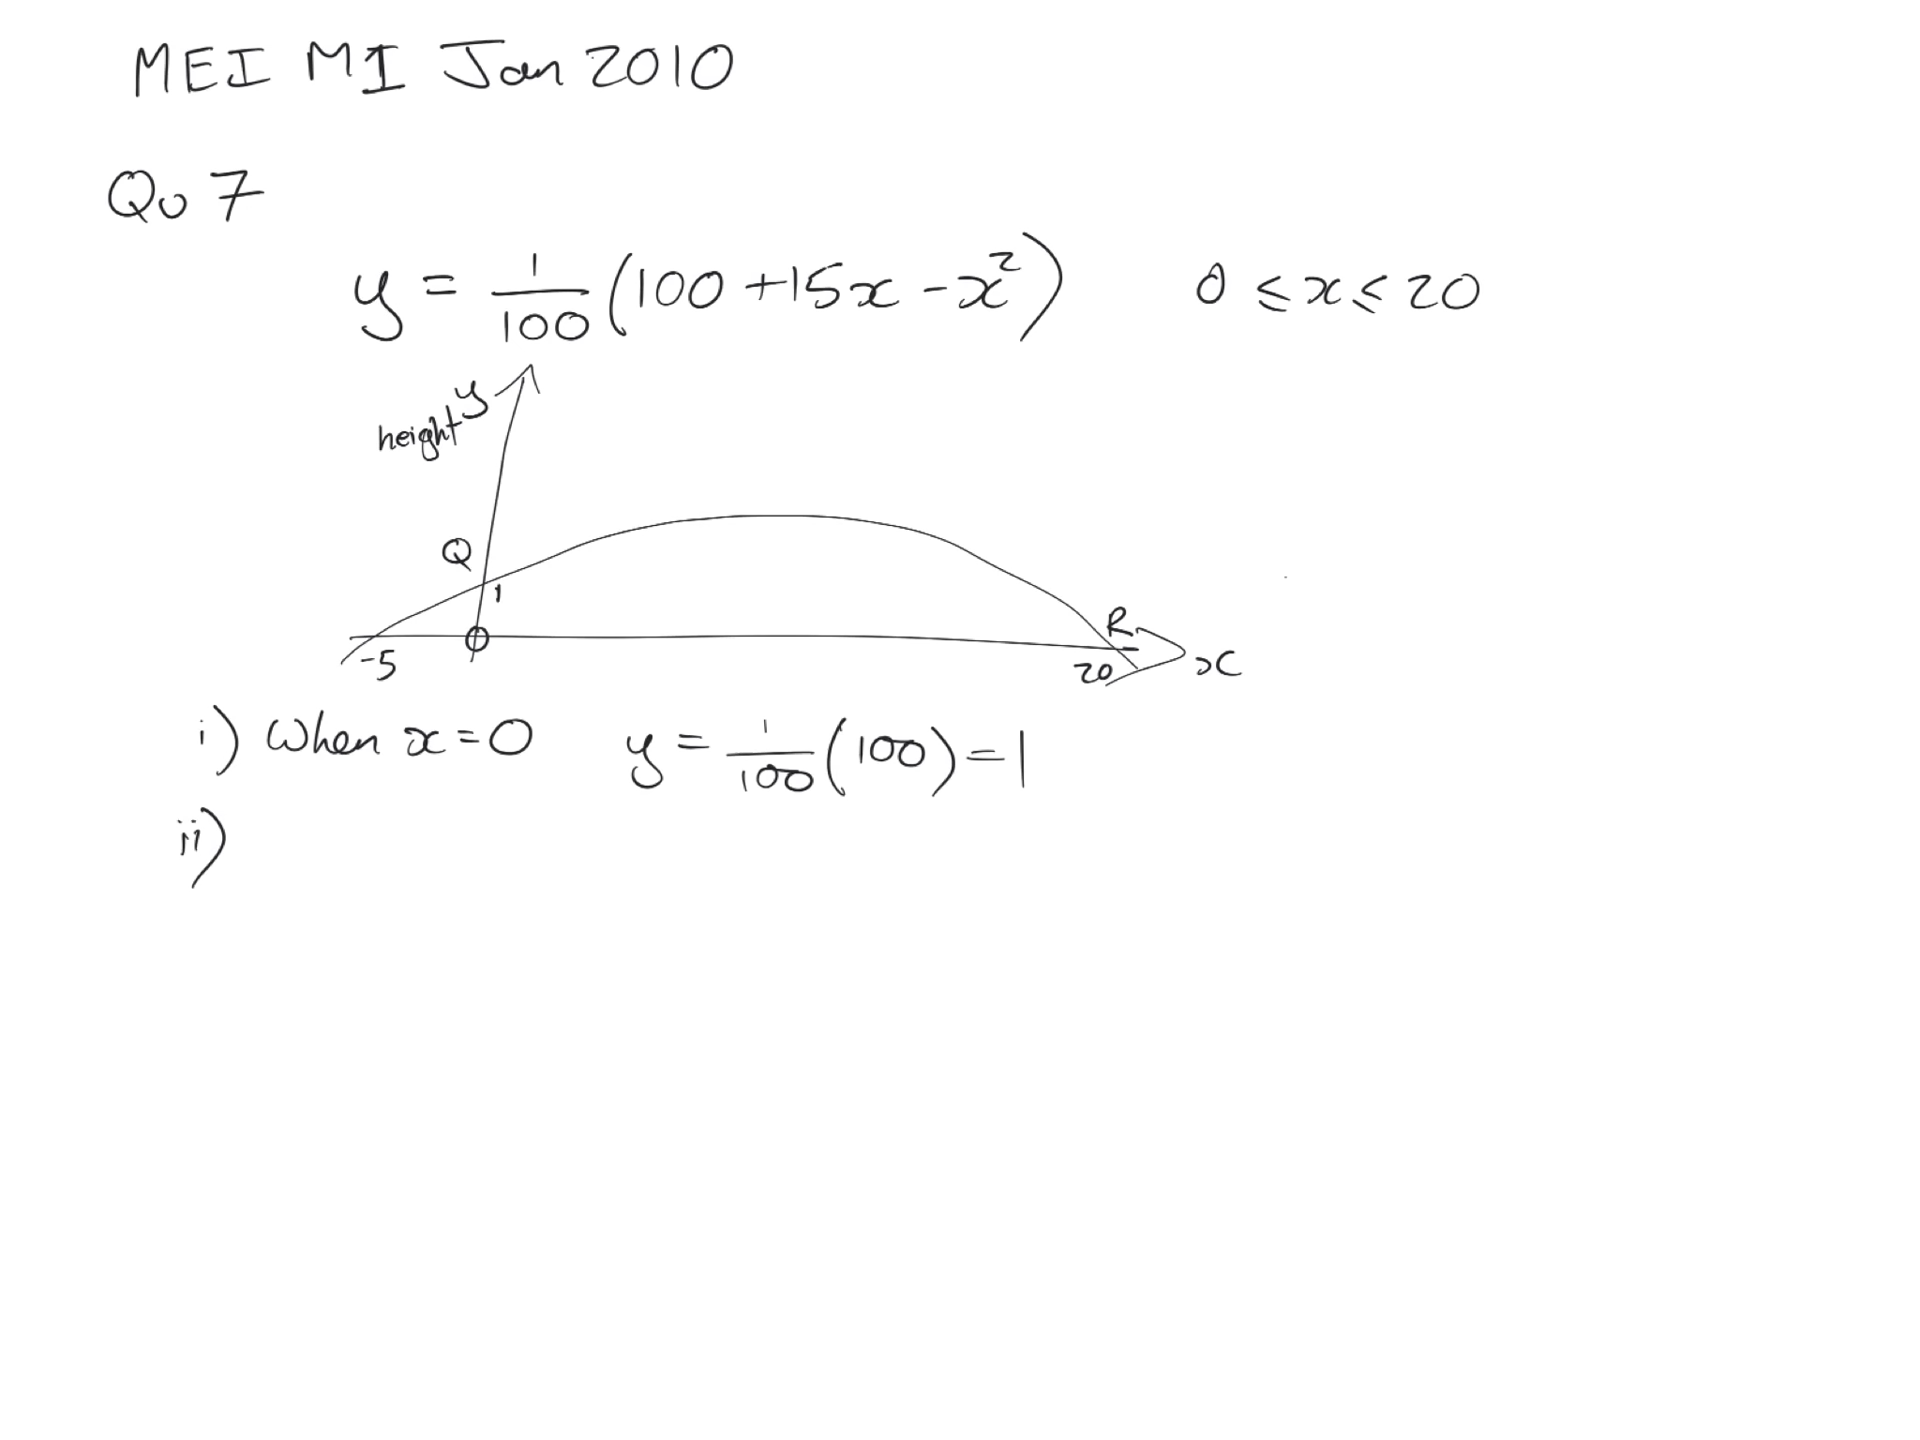 MEI M1 Jan 2010
Qu 7
y = 1/100 (100 + 15x - x²) 0 ≤ x ≤ 20
height y
Q
1
R
-5 O 20 x
i) When x = 0 y = 1/100 (100) = 1
ii)